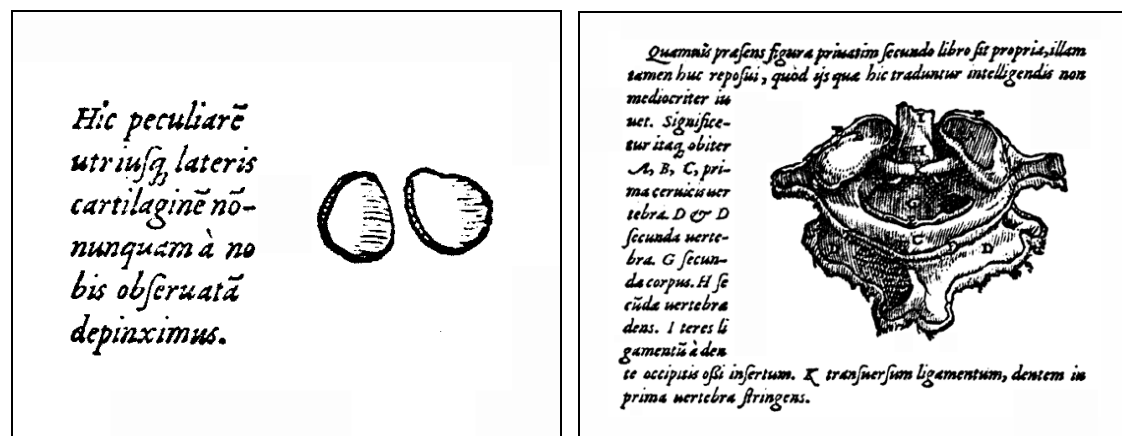 Hic peculiarē
utriusq; lateris
cartilaginē nō-
nunquam à no
bis obſeruatā
depinximus.
Quamuis præſens figura priuatim ſecundo libro ſit propria, illam
tamen huc repoſui, quòd ijs quæ hic traduntur intelligendis non
mediocriter iu
uet. Significe-
tur itaq; obiter
A, B, C, pri-
ma ceruicis uer
tebra. D & D
ſecunda uerte-
bra. G ſecun-
dæ corpus. H ſe
cūdæ uertebræ
dens. I teres li
gamentū à den
te occipitis oſſi inſertum. K tranſuerſum ligamentum, dentem in
prima uertebra ſtringens.
I
H
G
C
D
D